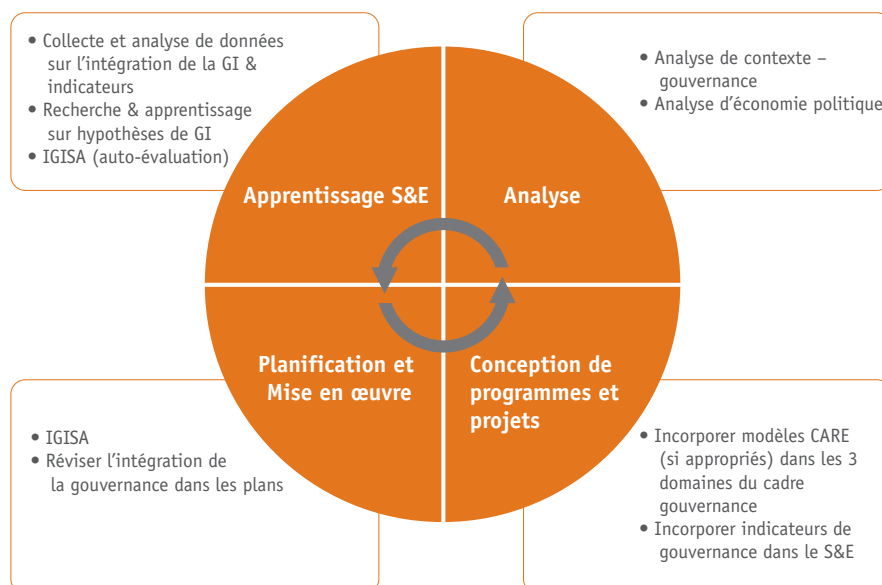 • Collecte et analyse de données
sur l’intégration de la GI &
indicateurs
• Recherche & apprentissage
sur hypothèses de GI
• IGISA (auto-évaluation)
• Analyse de contexte –
gouvernance
• Analyse d’économie politique
Apprentissage S&E
Analyse
Planification et
Mise en œuvre
Conception de
programmes et
projets
• IGISA
• Réviser l’intégration de
la gouvernance dans les plans
• Incorporer modèles CARE
(si appropriés) dans les 3
domaines du cadre
gouvernance
• Incorporer indicateurs de
gouvernance dans le S&E